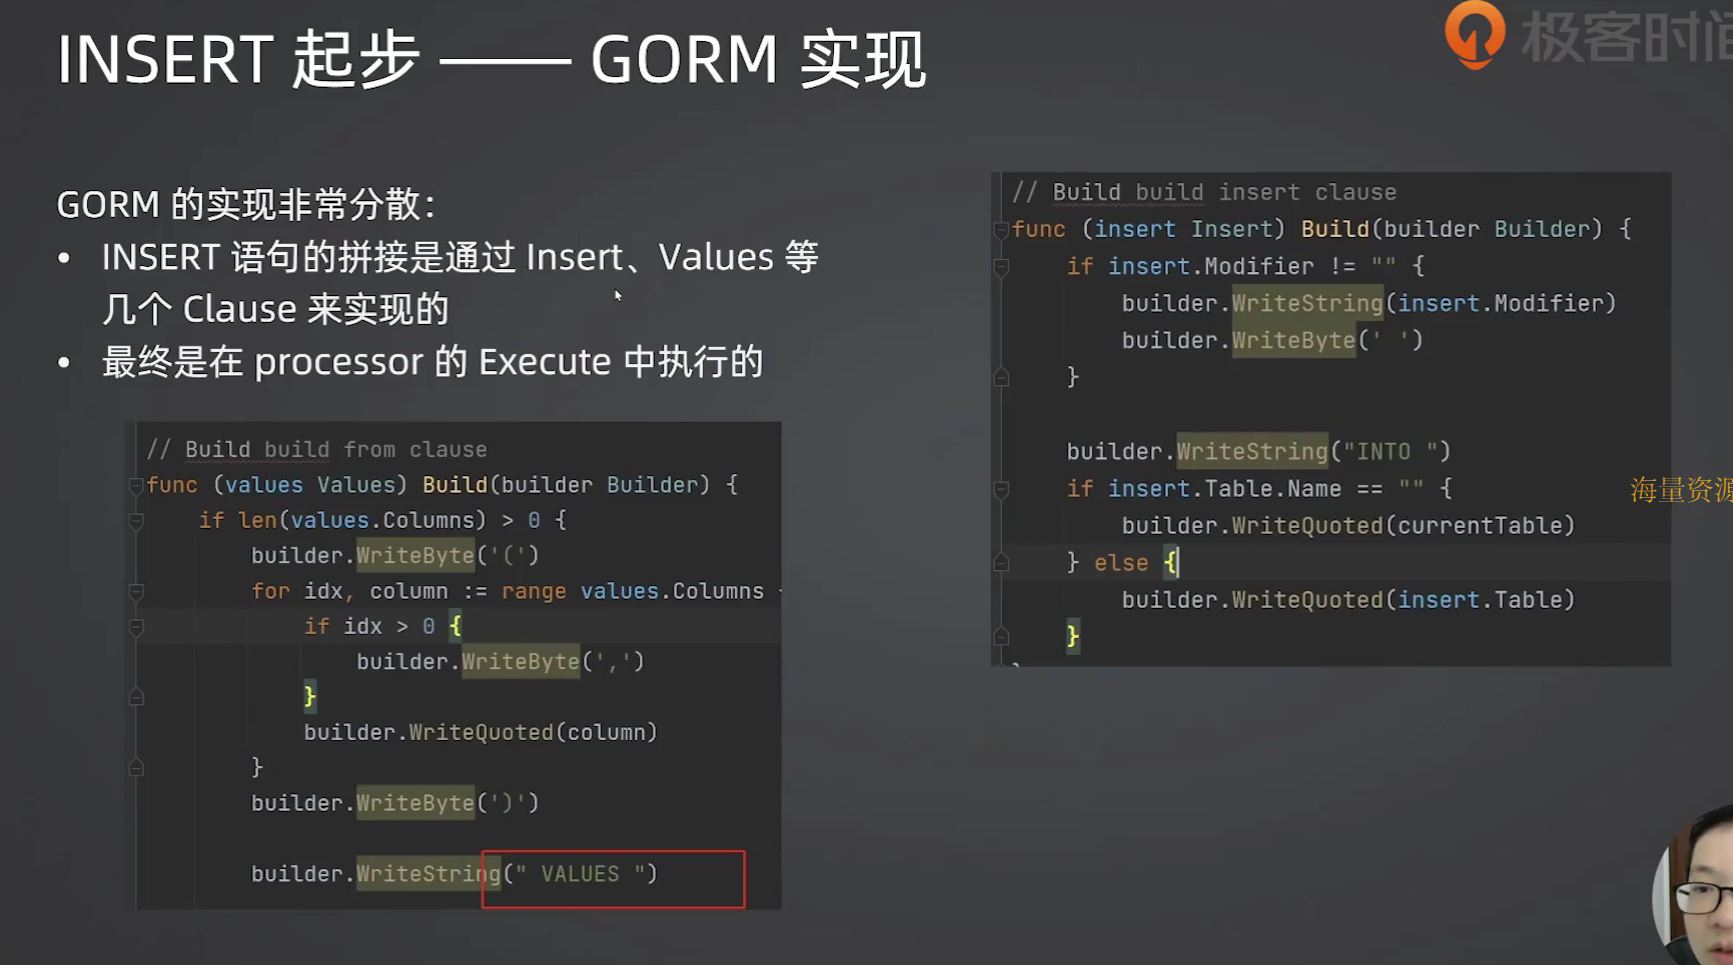 INSERT 起步 —— GORM 实现
极客时间
GORM 的实现非常分散：
• INSERT 语句的拼接是通过 Insert、Values 等
几个 Clause 来实现的
• 最终是在 processor 的 Execute 中执行的
// Build build from clause
func (values Values) Build(builder Builder) {
if len(values.Columns) > 0 {
builder.WriteByte('(')
for idx, column := range values.Columns
if idx > 0 {
builder.WriteByte(',')
}
builder.WriteQuoted(column)
}
builder.WriteByte(')')
builder.WriteString(" VALUES ")
// Build build insert clause
func (insert Insert) Build(builder Builder) {
if insert.Modifier != "" {
builder.WriteString(insert.Modifier)
builder.WriteByte(' ')
}
builder.WriteString("INTO ")
if insert.Table.Name == "" {
builder.WriteQuoted(currentTable)
} else {
builder.WriteQuoted(insert.Table)
}
海量资源